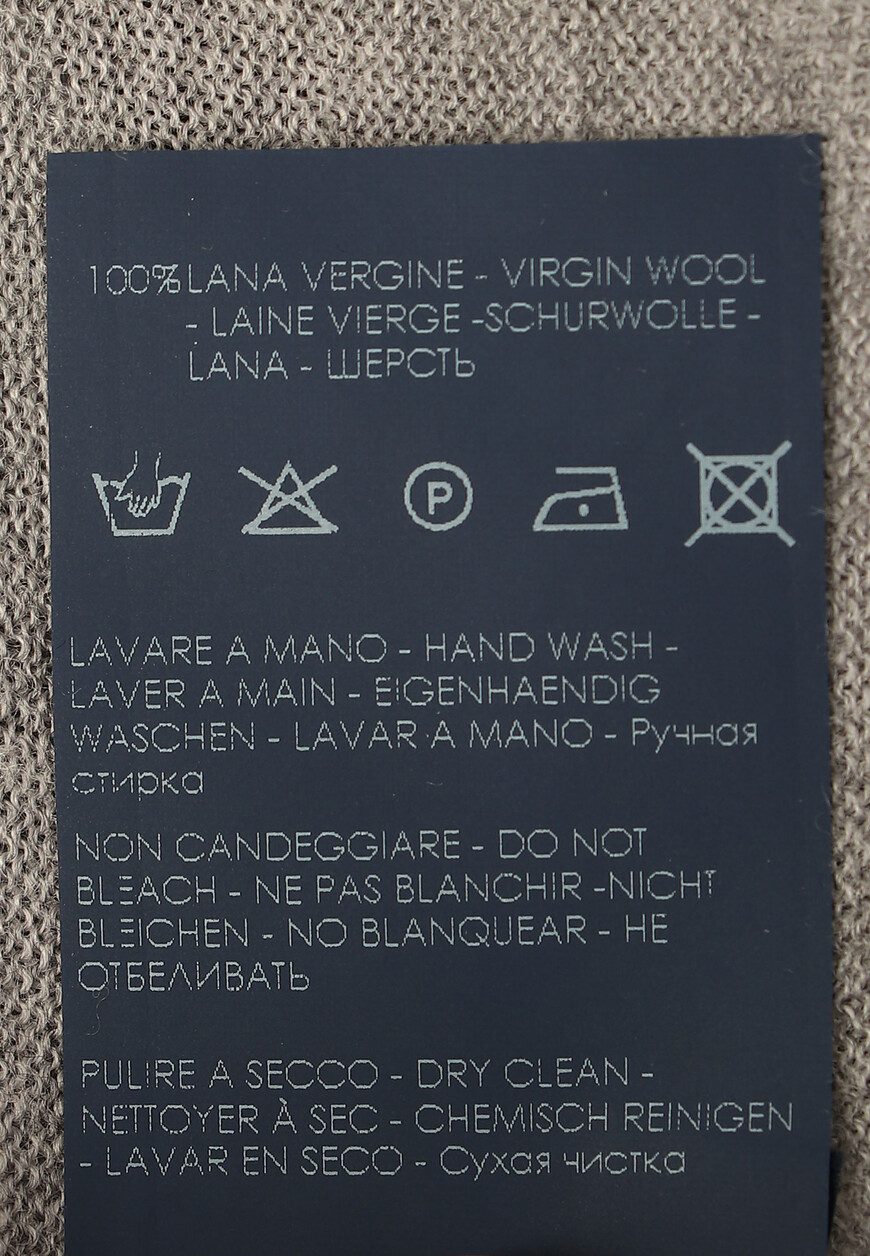 100% LANA VERGINE - VIRGIN WOOL
- LAINE VIERGE -SCHURWOLLE -
LANA - ШЕРСТЬ
P
LAVARE A MANO - HAND WASH -
LAVER A MAIN - EIGENHAENDIG
WASCHEN - LAVAR A MANO - Ручная
стирка
NON CANDEGGIARE - DO NOT
BLEACH - NE PAS BLANCHIR -NICHT
BLEICHEN - NO BLANQUEAR - НЕ
ОТБЕЛИВАТЬ
PULIRE A SECCO - DRY CLEAN -
NETTOYER À SEC - CHEMISCH REINIGEN
- LAVAR EN SECO - Сухая чистка